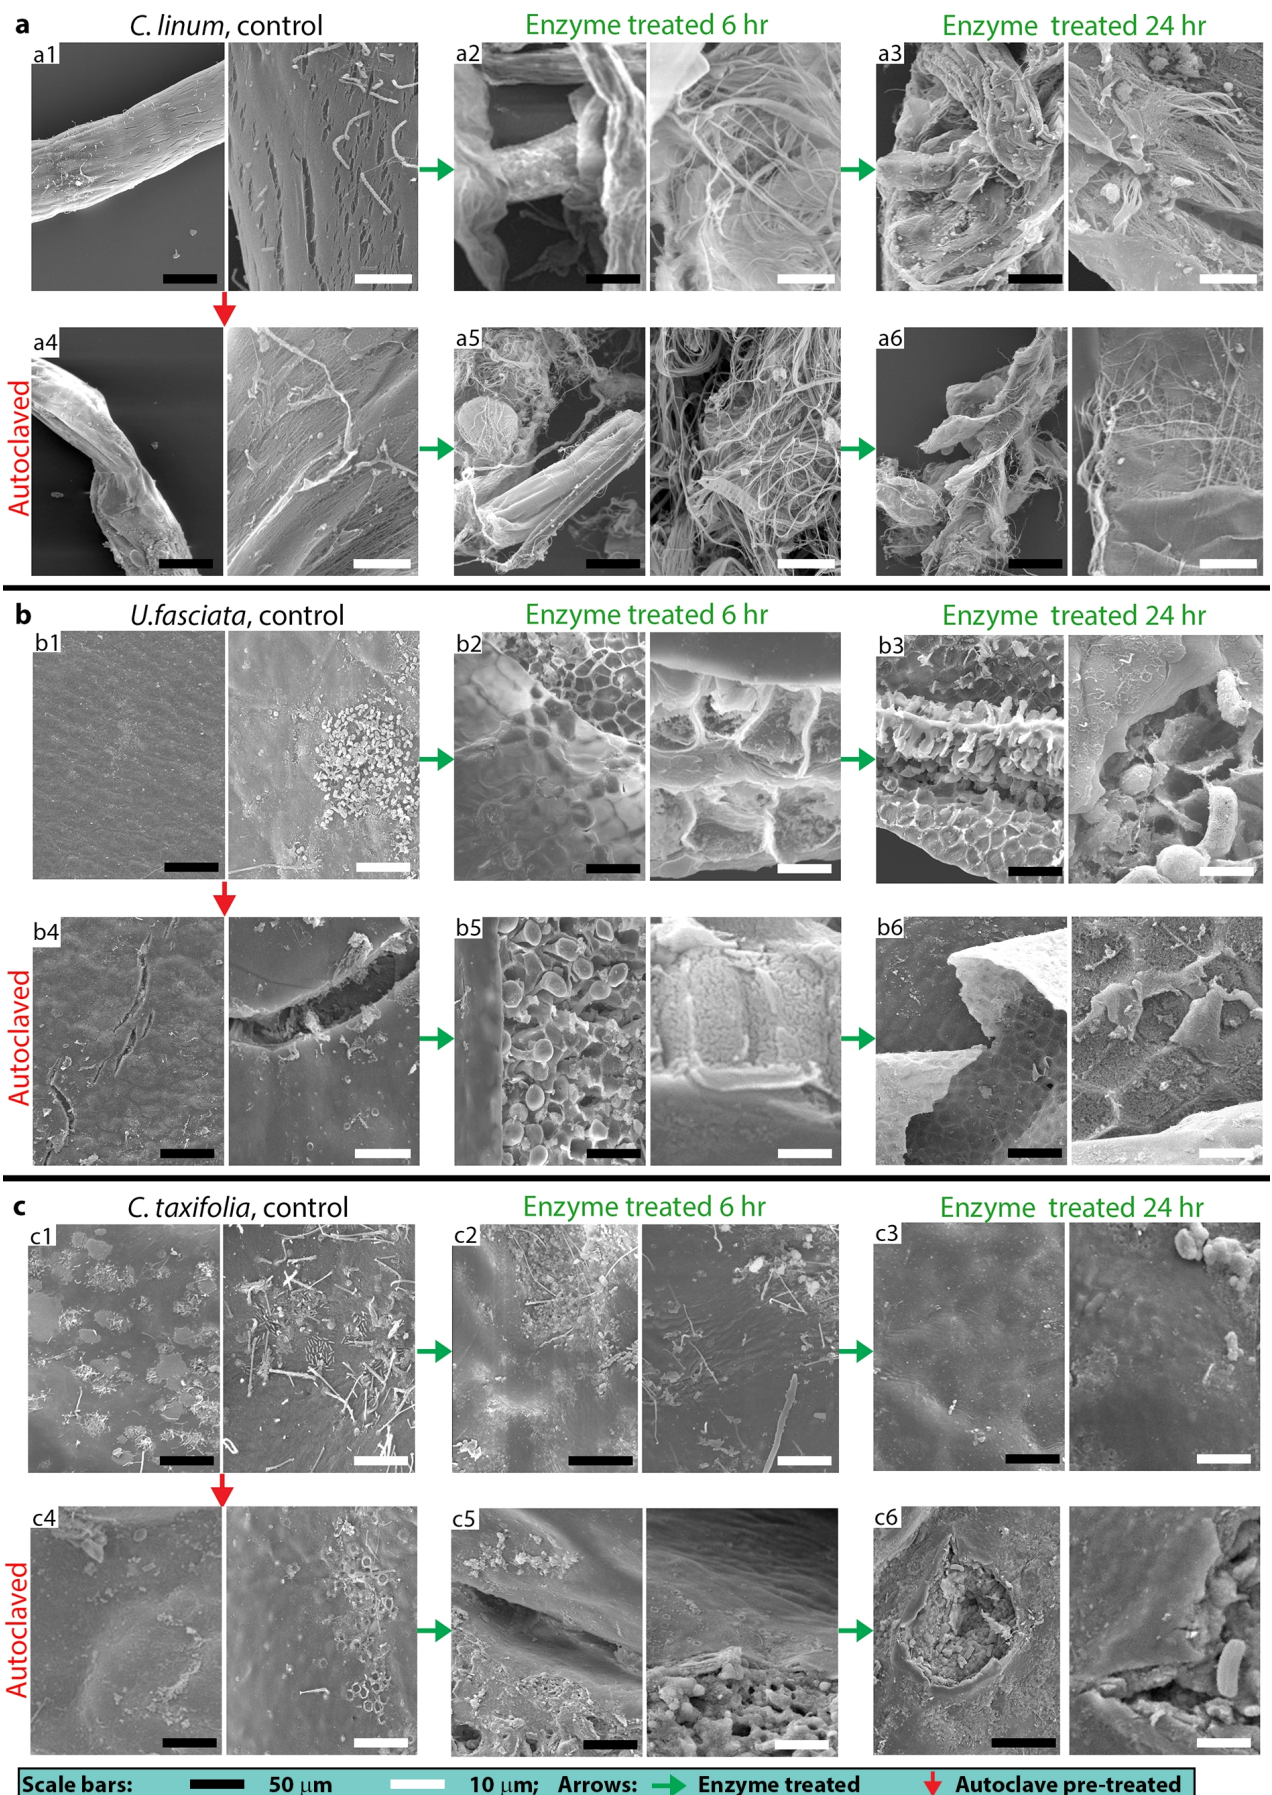 a C. linum, control Enzyme treated 6 hr Enzyme treated 24 hr
a1 a2 a3
a4 a5 a6
Autoclaved
b U.fasciata, control Enzyme treated 6 hr Enzyme treated 24 hr
b1 b2 b3
b4 b5 b6
Autoclaved
c C. taxifolia, control Enzyme treated 6 hr Enzyme treated 24 hr
c1 c2 c3
c4 c5 c6
Autoclaved
Scale bars: 50 μm 10 μm; Arrows: Enzyme treated Autoclave pre-treated